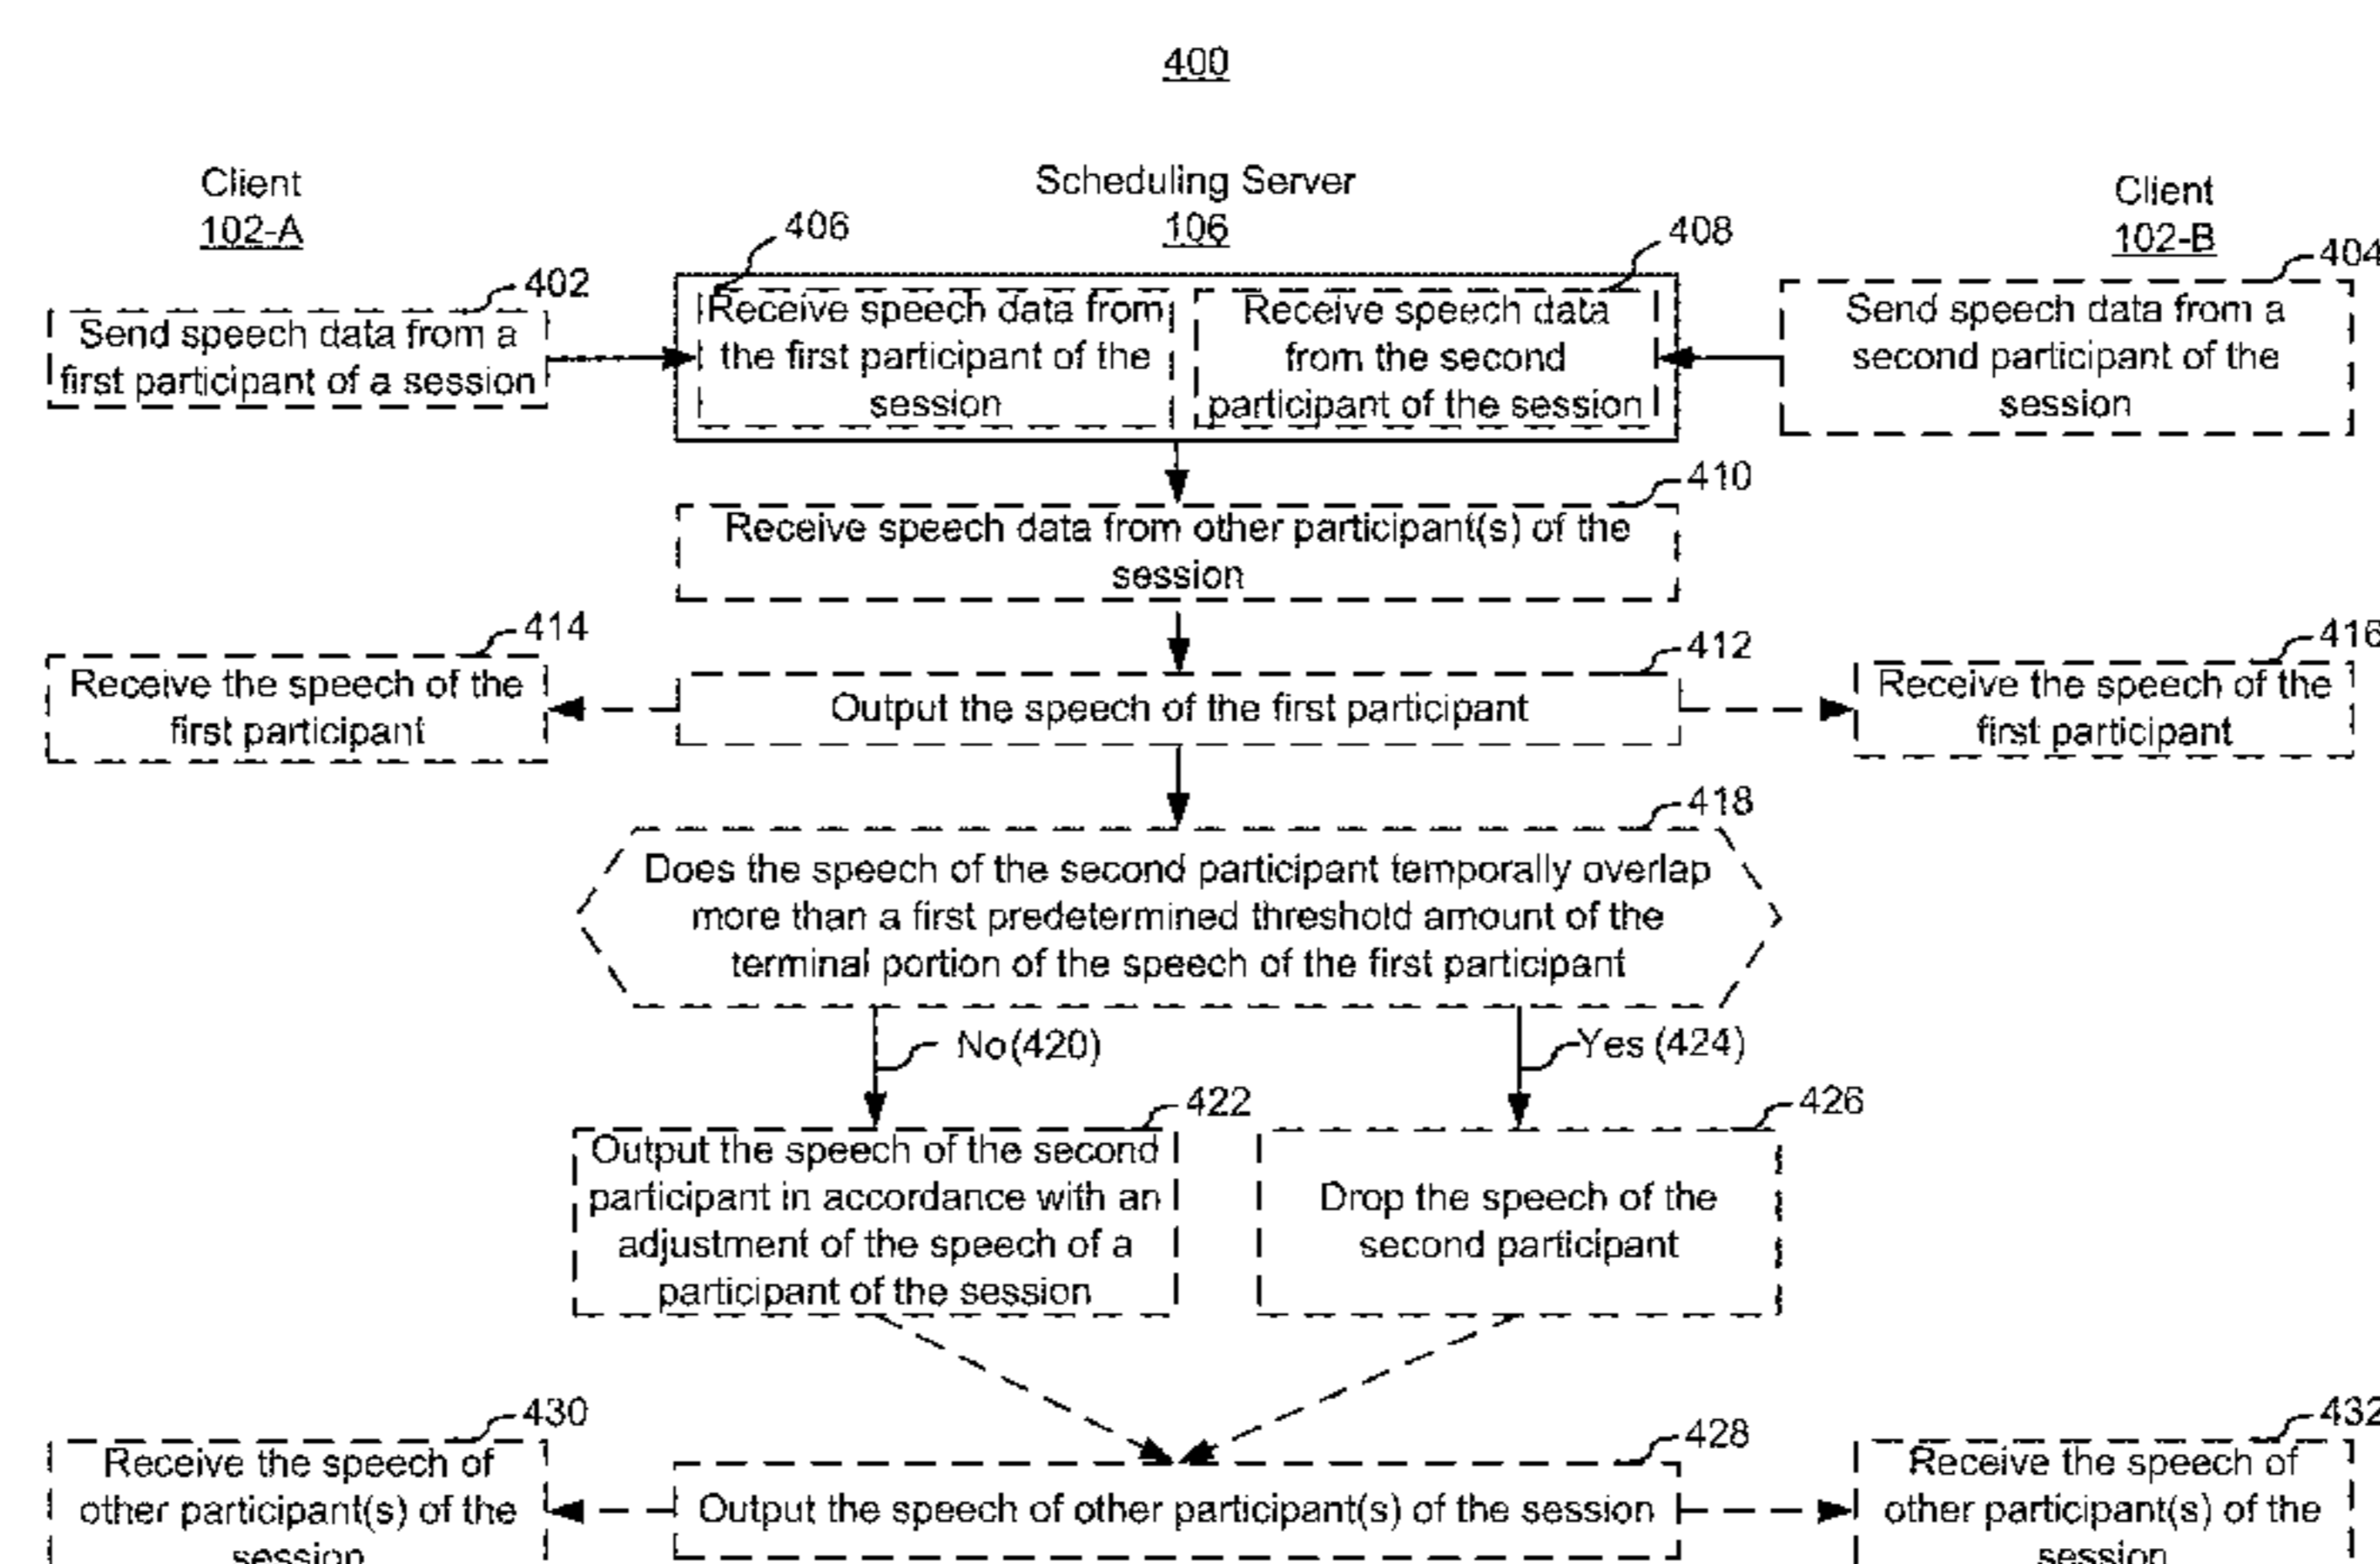 400
Client
102-A
Scheduling Server
106
Client
102-B
402
406
408
404
Send speech data from a
first participant of a session
Receive speech data from
the first participant of the
session
Receive speech data
from the second
participant of the session
Send speech data from a
second participant of the
session
410
Receive speech data from other participant(s) of the
session
414
412
416
Receive the speech of the
first participant
Output the speech of the first participant
Receive the speech of the
first participant
418
Does the speech of the second participant temporally overlap
more than a first predetermined threshold amount of the
terminal portion of the speech of the first participant
No(420)
Yes (424)
422
426
Output the speech of the second
participant in accordance with an
adjustment of the speech of a
participant of the session
Drop the speech of the
second participant
430
428
432
Receive the speech of
other participant(s) of the
session
Output the speech of other participant(s) of the session
Receive the speech of
other participant(s) of the
session